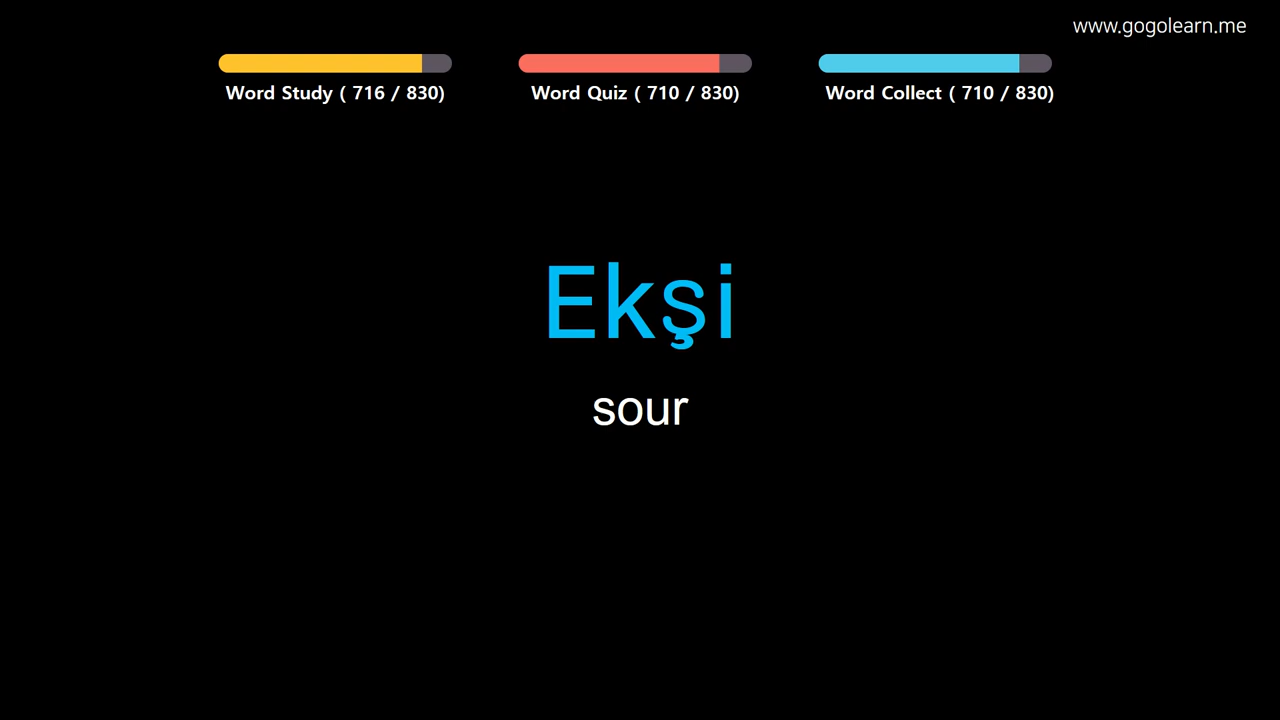 www.gogolearn.me
Word Study ( 716 / 830)
Word Quiz ( 710 / 830)
Word Collect ( 710 / 830)
Ekşi
sour